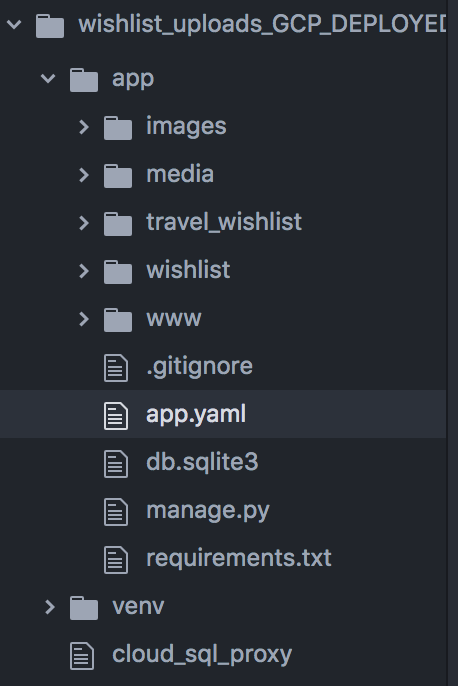 wishlist_uploads_GCP_DEPLOYED
app
images
media
travel_wishlist
wishlist
www
.gitignore
app.yaml
db.sqlite3
manage.py
requirements.txt
venv
cloud_sql_proxy